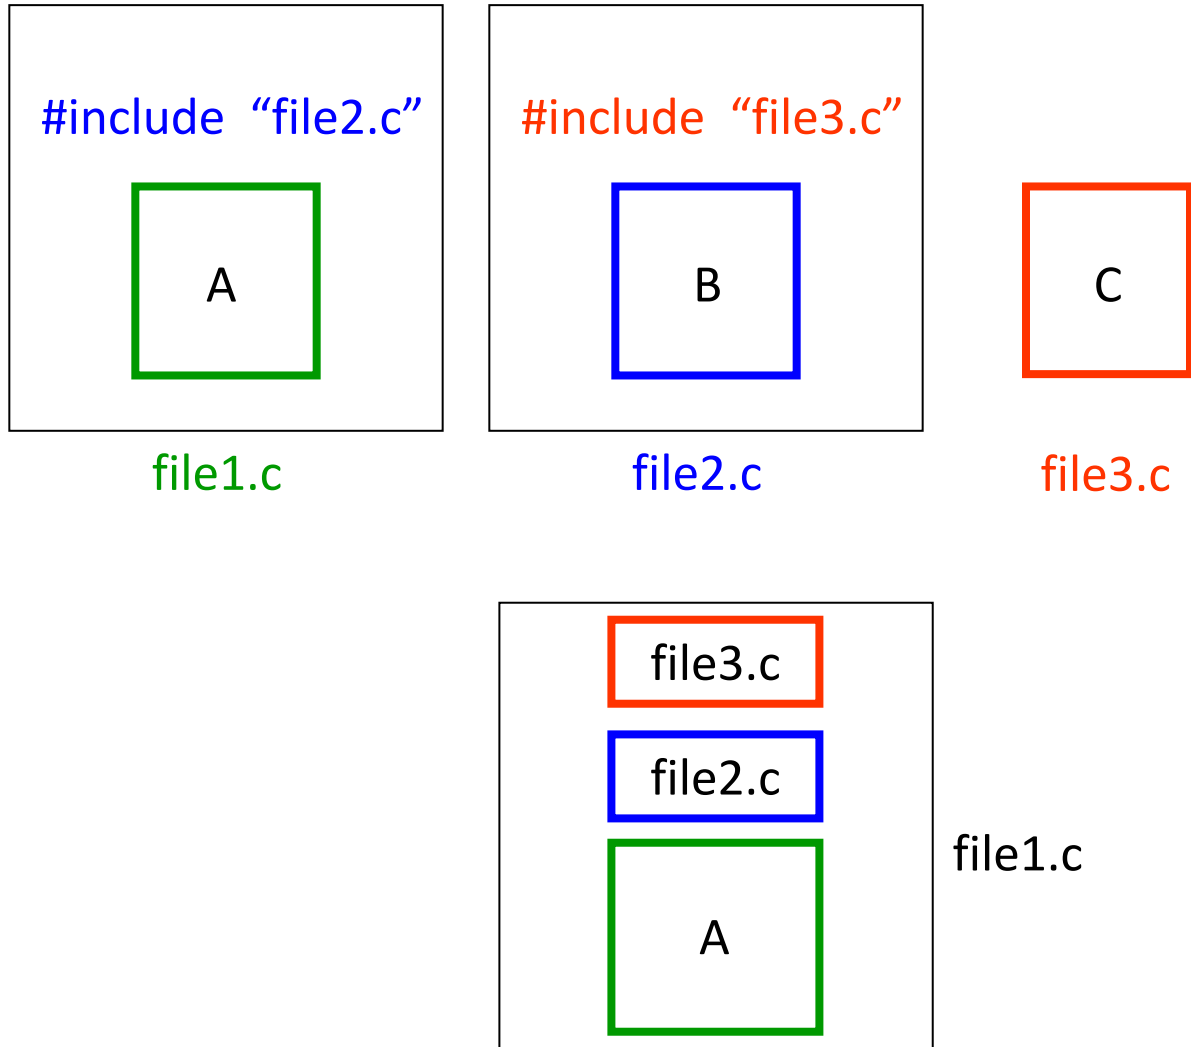 #include “file2.c”
#include “file3.c”
A
B
C
file1.c
file2.c
file3.c
file3.c
file2.c
file1.c
A